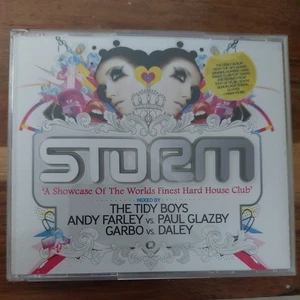 STORM
'A Showcase Of The Worlds Finest Hard House Club'
MIXED BY
THE TIDY BOYS
ANDY FARLEY vs. PAUL GLAZBY
GARBO vs. DALEY